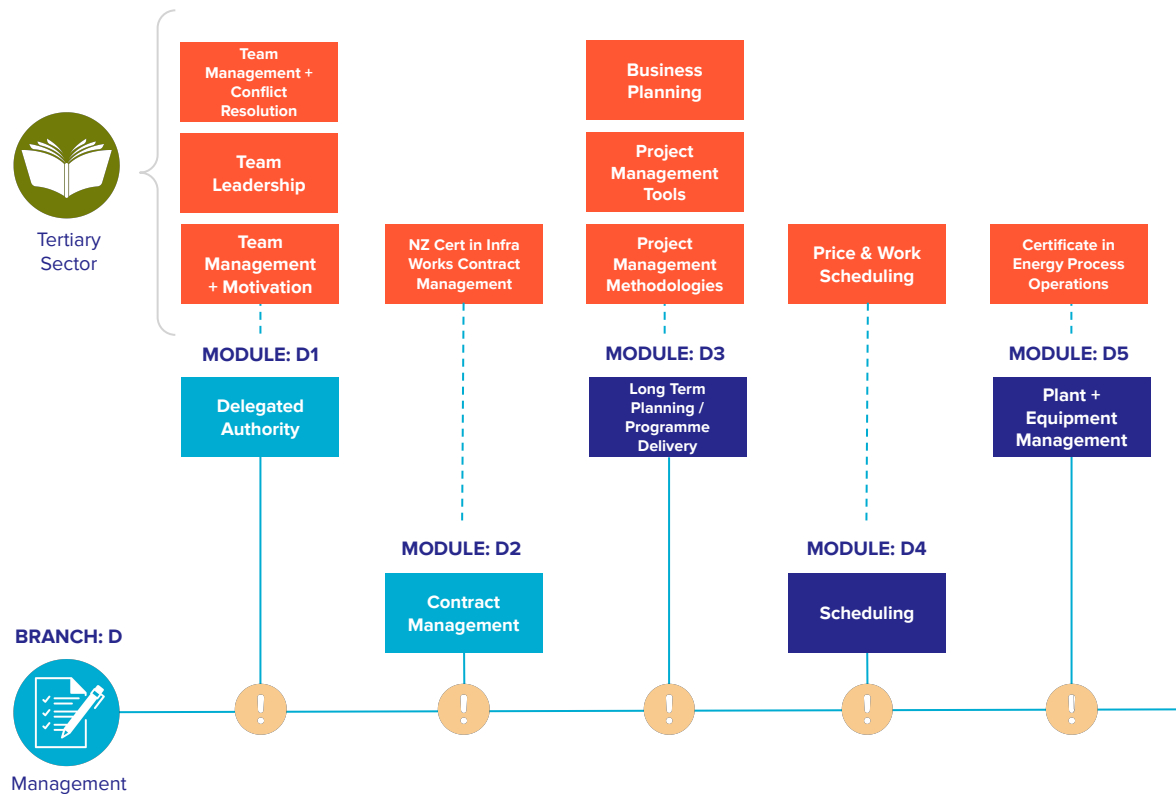 Team
Management +
Conflict
Resolution
Team
Leadership
Team
Management
+ Motivation
Tertiary
Sector
NZ Cert in Infra
Works Contract
Management
Business
Planning
Project
Management
Tools
Project
Management
Methodologies
Price & Work
Scheduling
Certificate in
Energy Process
Operations
MODULE: D1
Delegated
Authority
MODULE: D3
Long Term
Planning /
Programme
Delivery
MODULE: D5
Plant +
Equipment
Management
MODULE: D2
Contract
Management
MODULE: D4
Scheduling
BRANCH: D
Management
!
!
!
!
!